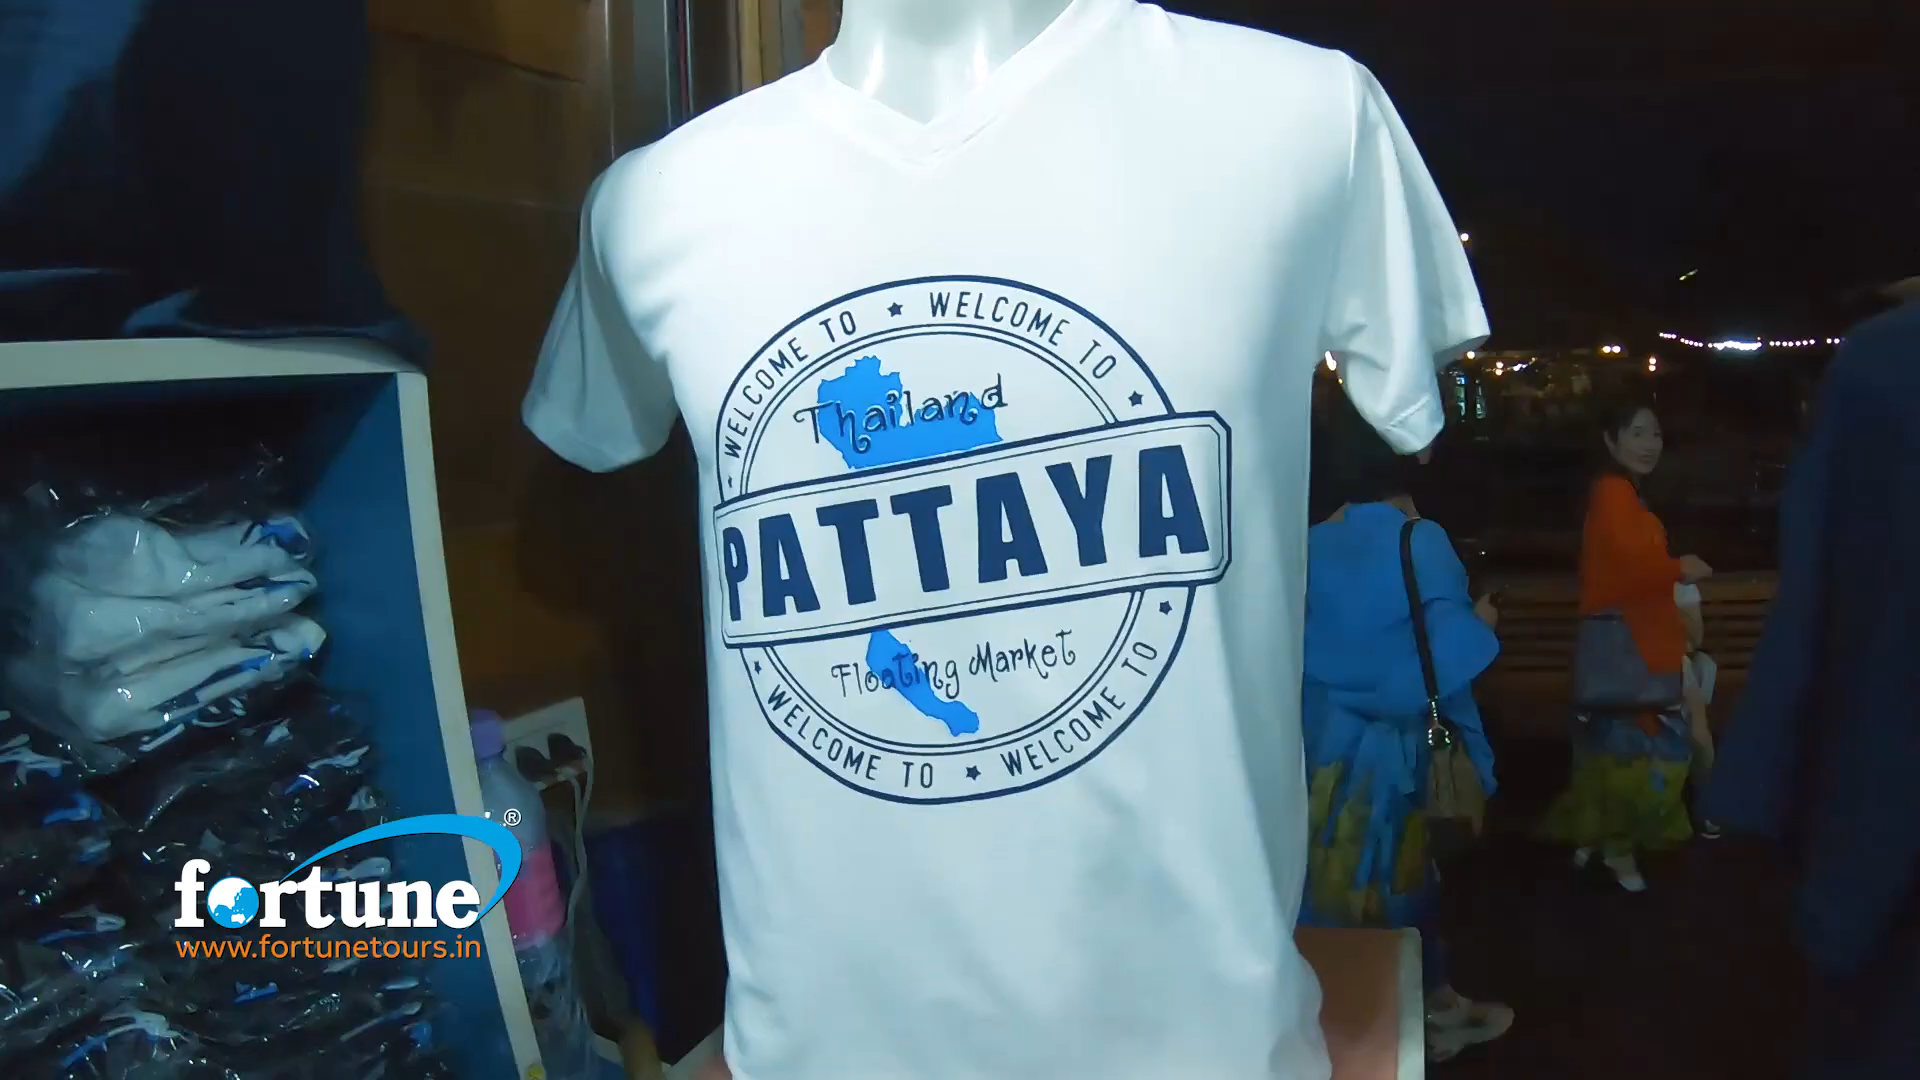 WELCOME TO ★ WELCOME TO ★
Thailand
PATTAYA
Floating Market
WELCOME TO ★ WELCOME TO
fortune®
www.fortunetours.in